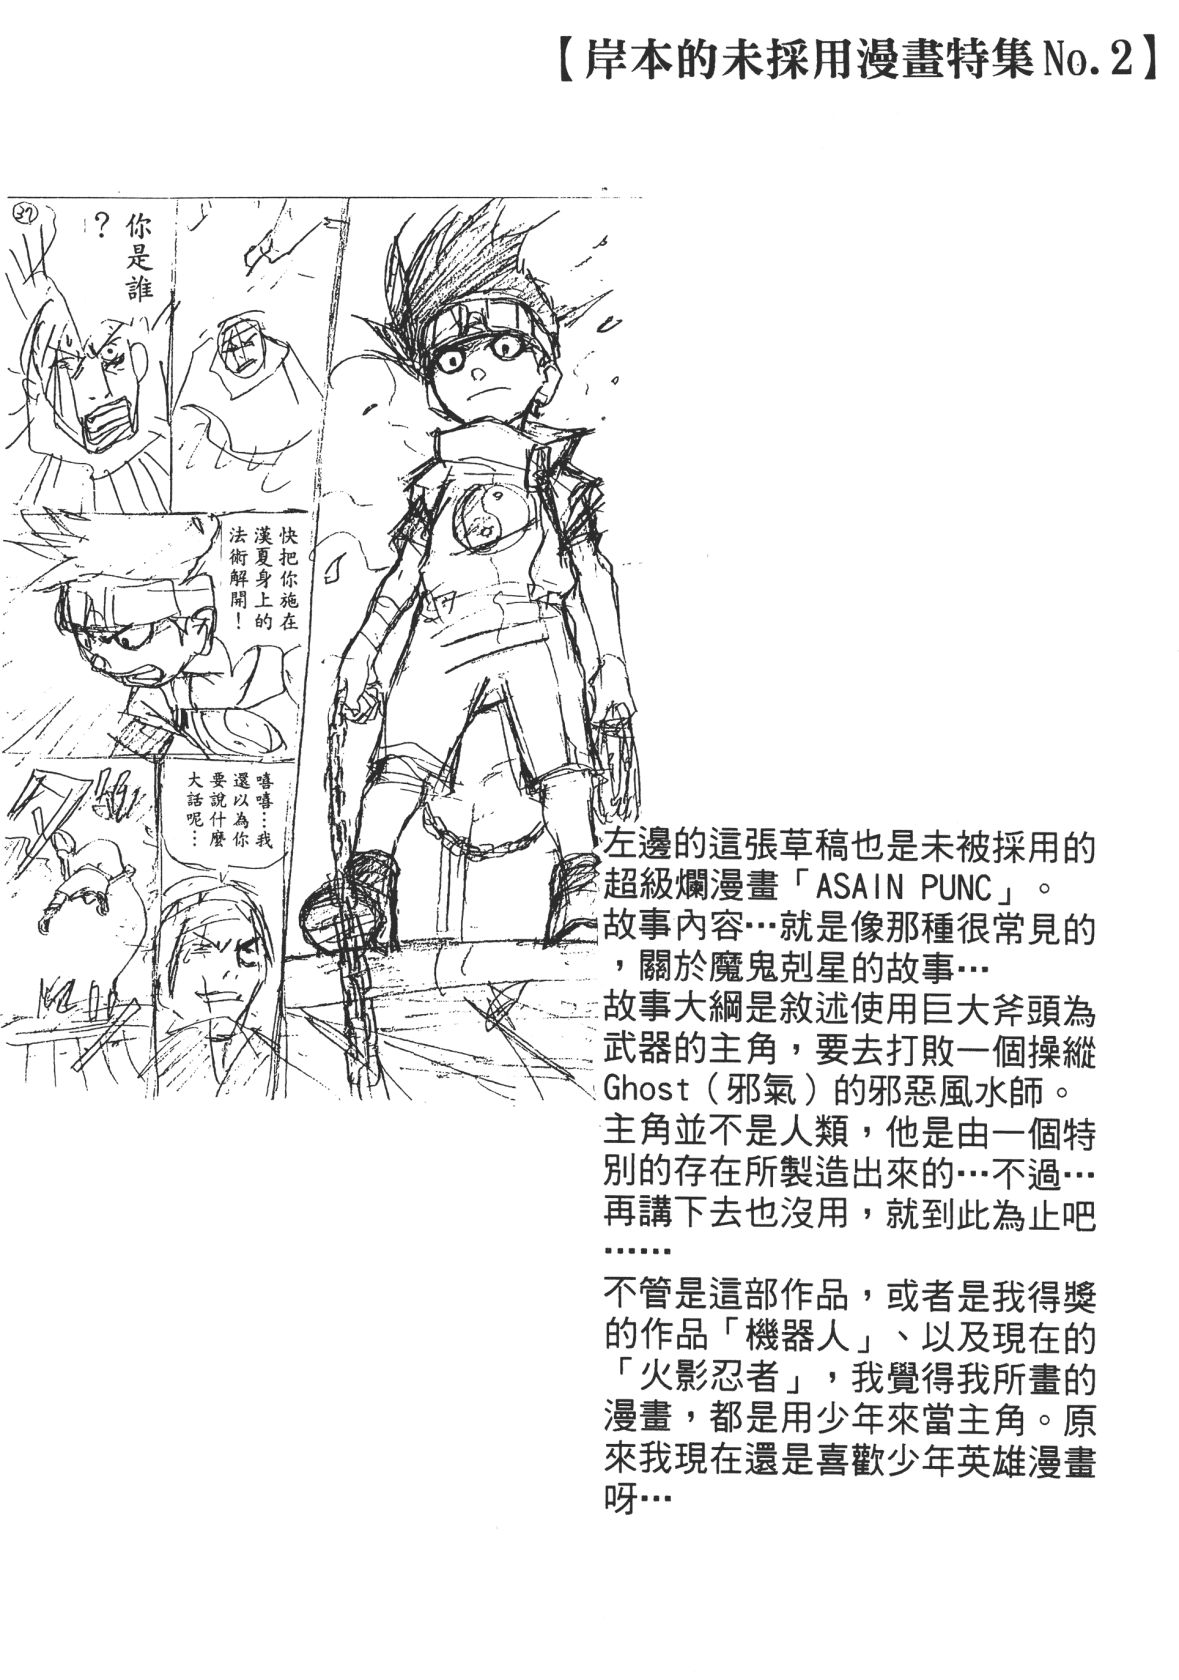 【岸本的未採用漫畫特集No.2】
37
你是誰
？
快把你施在
漢夏身上的
法術解開！
嘻嘻…我
還以為你
要說什麼
大話呢…
左邊的這張草稿也是未被採用的
超級爛漫畫「ASAIN PUNC」。
故事內容…就是像那種很常見的
，關於魔鬼剋星的故事…
故事大綱是敘述使用巨大斧頭為
武器的主角，要去打敗一個操縱
Ghost（邪氣）的邪惡風水師。
主角並不是人類，他是由一個特
別的存在所製造出來的…不過…
再講下去也沒用，就到此為止吧
……
不管是這部作品，或者是我得獎
的作品「機器人」、以及現在的
「火影忍者」，我覺得我所畫的
漫畫，都是用少年來當主角。原
來我現在還是喜歡少年英雄漫畫
呀…